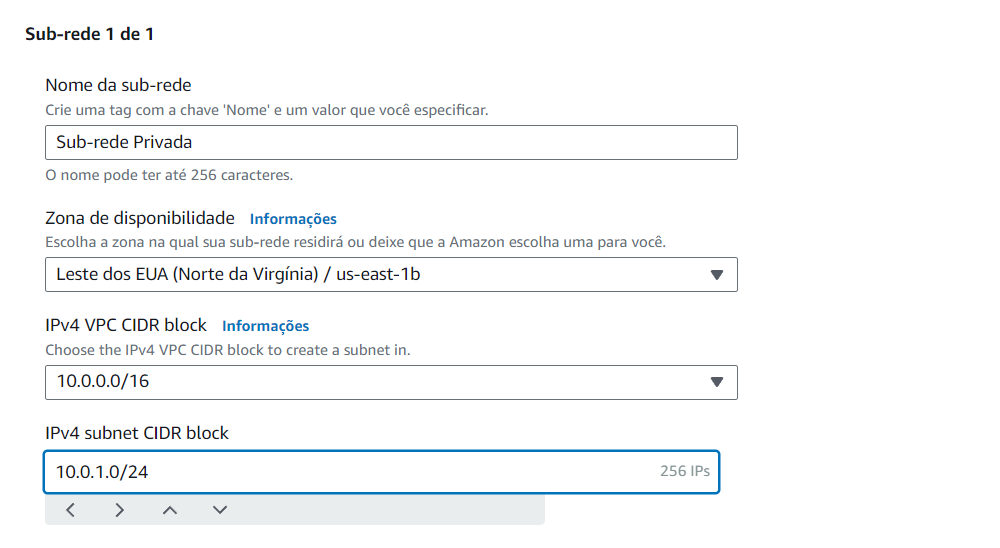 Sub-rede 1 de 1
Nome da sub-rede
Crie uma tag com a chave 'Nome' e um valor que você especificar.
Sub-rede Privada
O nome pode ter até 256 caracteres.
Zona de disponibilidade Informações
Escolha a zona na qual sua sub-rede residirá ou deixe que a Amazon escolha uma para você.
Leste dos EUA (Norte da Virgínia) / us-east-1b
IPv4 VPC CIDR block Informações
Choose the IPv4 VPC CIDR block to create a subnet in.
10.0.0.0/16
IPv4 subnet CIDR block
10.0.1.0/24 256 IPs